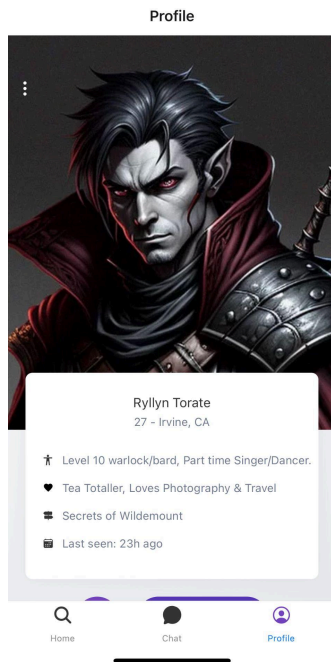 Profile
Ryllyn Torate
27 - Irvine, CA
Level 10 warlock/bard, Part time Singer/Dancer.
Tea Totaller, Loves Photography & Travel
Secrets of Wildemount
Last seen: 23h ago
Home
Chat
Profile